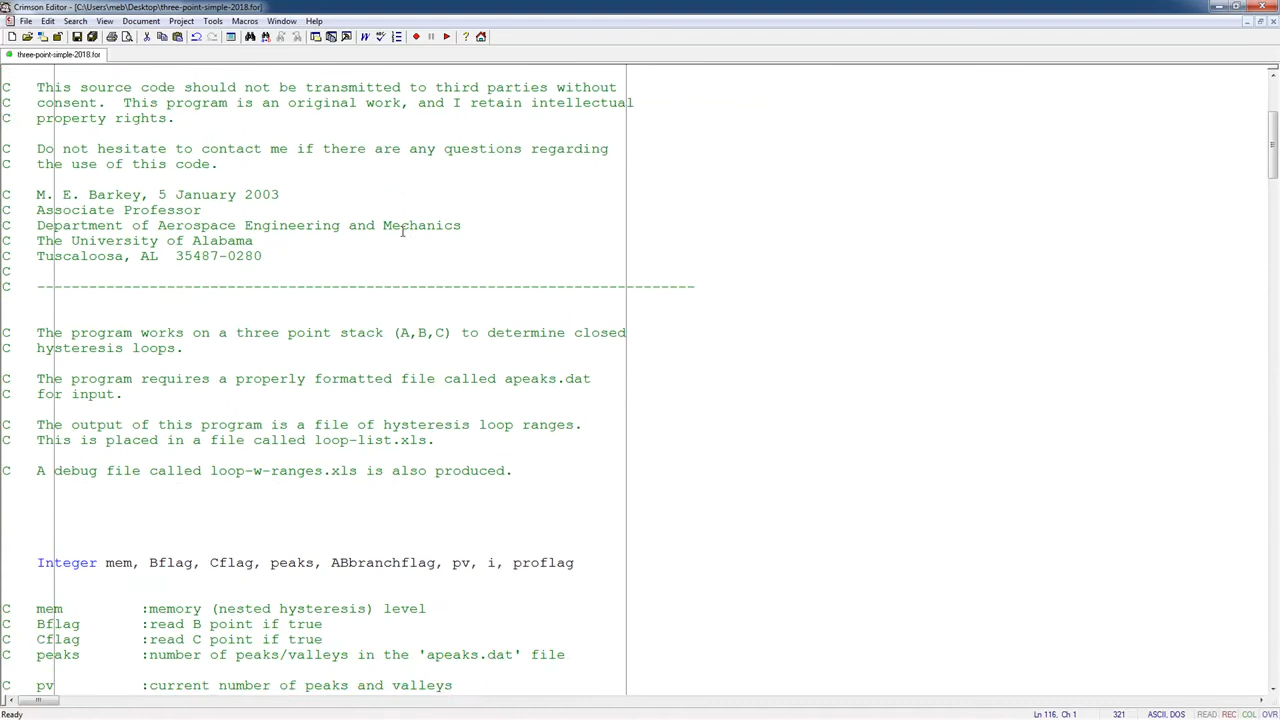 Crimson Editor - [C:\Users\meb\Desktop\three-point-simple-2018.for]
File Edit Search View Document Project Tools Macros Window Help
three-point-simple-2018.for
C This source code should not be transmitted to third parties without
C consent. This program is an original work, and I retain intellectual
C property rights.
C Do not hesitate to contact me if there are any questions regarding
C the use of this code.
C M. E. Barkey, 5 January 2003
C Associate Professor
C Department of Aerospace Engineering and Mechanics
C The University of Alabama
C Tuscaloosa, AL 35487-0280
C
C ----------------------------------------------------------------------------
C The program works on a three point stack (A,B,C) to determine closed
C hysteresis loops.
C The program requires a properly formatted file called apeaks.dat
C for input.
C The output of this program is a file of hysteresis loop ranges.
C This is placed in a file called loop-list.xls.
C A debug file called loop-w-ranges.xls is also produced.
Integer mem, Bflag, Cflag, peaks, ABbranchflag, pv, i, proflag
C mem :memory (nested hysteresis) level
C Bflag :read B point if true
C Cflag :read C point if true
C peaks :number of peaks/valleys in the 'apeaks.dat' file
C pv :current number of peaks and valleys
Ready Ln 116, Ch 1 321 ASCII, DOS READ REC COL OVR